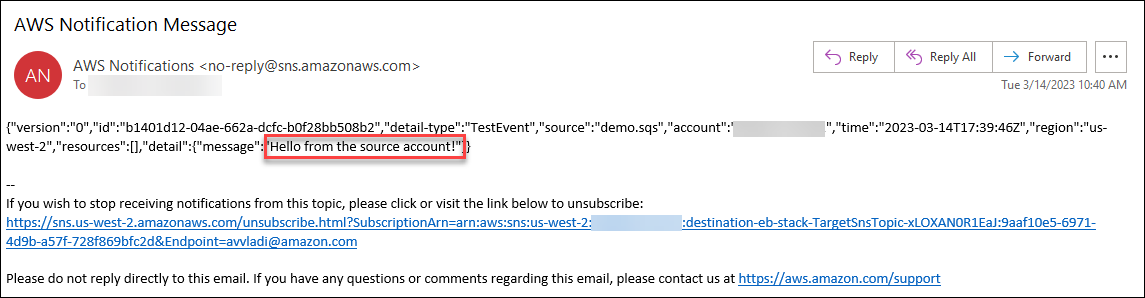 AWS Notification Message
AN
AWS Notifications <no-reply@sns.amazonaws.com>
To
Reply
Reply All
Forward
Tue 3/14/2023 10:40 AM
{"version":"0","id":"b1401d12-04ae-662a-dcfc-b0f28bb508b2","detail-type":"TestEvent","source":"demo.sqs","account":" ","time":"2023-03-14T17:39:46Z","region":"us-
west-2","resources":[],"detail":{"message":"Hello from the source account!"}}
--
If you wish to stop receiving notifications from this topic, please click or visit the link below to unsubscribe:
https://sns.us-west-2.amazonaws.com/unsubscribe.html?SubscriptionArn=arn:aws:sns:us-west-2: :destination-eb-stack-TargetSnsTopic-xLOXAN0R1EaJ:9aaf10e5-6971-
4d9b-a57f-728f869bfc2d&Endpoint=avvladi@amazon.com
Please do not reply directly to this email. If you have any questions or comments regarding this email, please contact us at https://aws.amazon.com/support